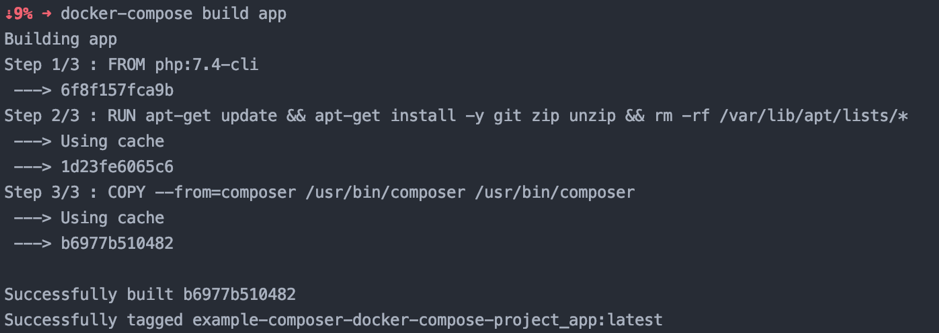 ⇣9% → docker-compose build app
Building app
Step 1/3 : FROM php:7.4-cli
 ---> 6f8f157fca9b
Step 2/3 : RUN apt-get update && apt-get install -y git zip unzip && rm -rf /var/lib/apt/lists/*
 ---> Using cache
 ---> 1d23fe6065c6
Step 3/3 : COPY --from=composer /usr/bin/composer /usr/bin/composer
 ---> Using cache
 ---> b6977b510482
Successfully built b6977b510482
Successfully tagged example-composer-docker-compose-project_app:latest